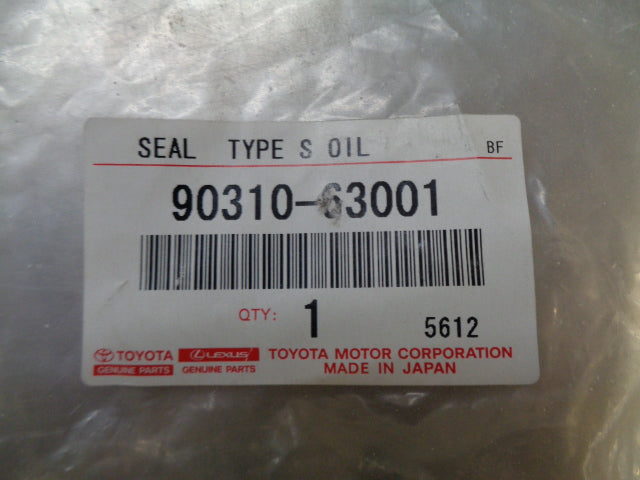 SEAL TYPE S OIL BF
90310-63001
QTY: 1 5612
TOYOTA LEXUS TOYOTA MOTOR CORPORATION
GENUINE PARTS GENUINE PARTS MADE IN JAPAN